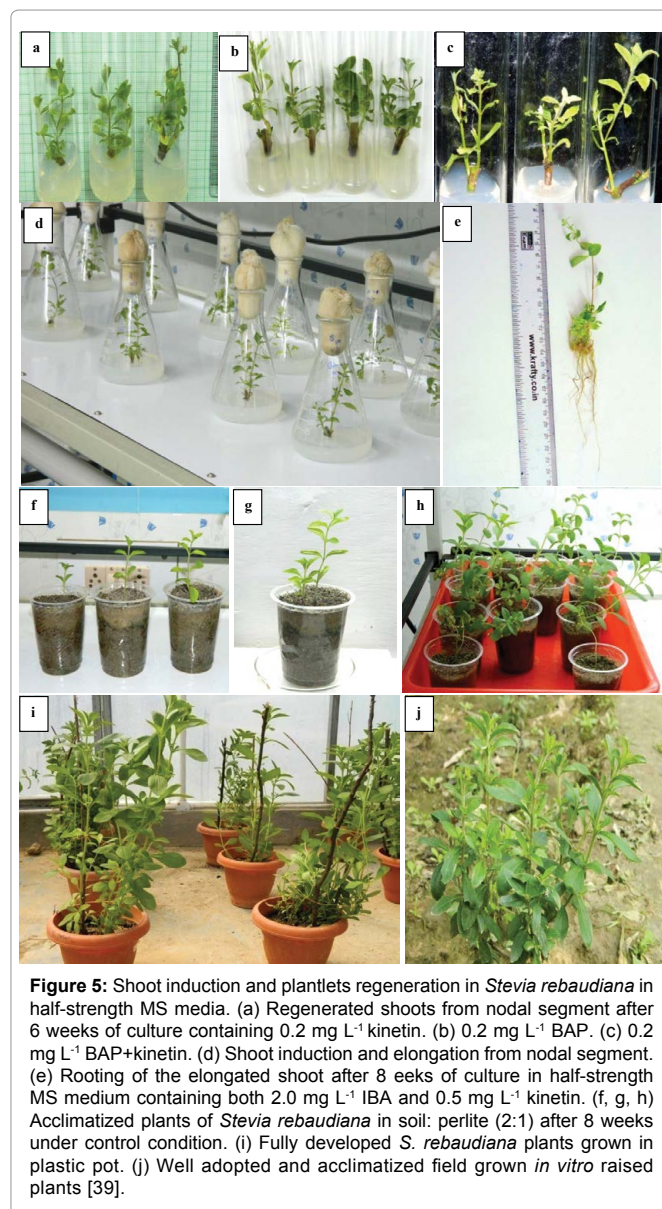 a
b
c
d
e
www.krafty.co.in
f
g
h
i
j
Figure 5: Shoot induction and plantlets regeneration in Stevia rebaudiana in
half-strength MS media. (a) Regenerated shoots from nodal segment after
6 weeks of culture containing 0.2 mg L-1 kinetin. (b) 0.2 mg L-1 BAP. (c) 0.2
mg L-1 BAP+kinetin. (d) Shoot induction and elongation from nodal segment.
(e) Rooting of the elongated shoot after 8 eeks of culture in half-strength
MS medium containing both 2.0 mg L-1 IBA and 0.5 mg L-1 kinetin. (f, g, h)
Acclimatized plants of Stevia rebaudiana in soil: perlite (2:1) after 8 weeks
under control condition. (i) Fully developed S. rebaudiana plants grown in
plastic pot. (j) Well adopted and acclimatized field grown in vitro raised
plants [39].